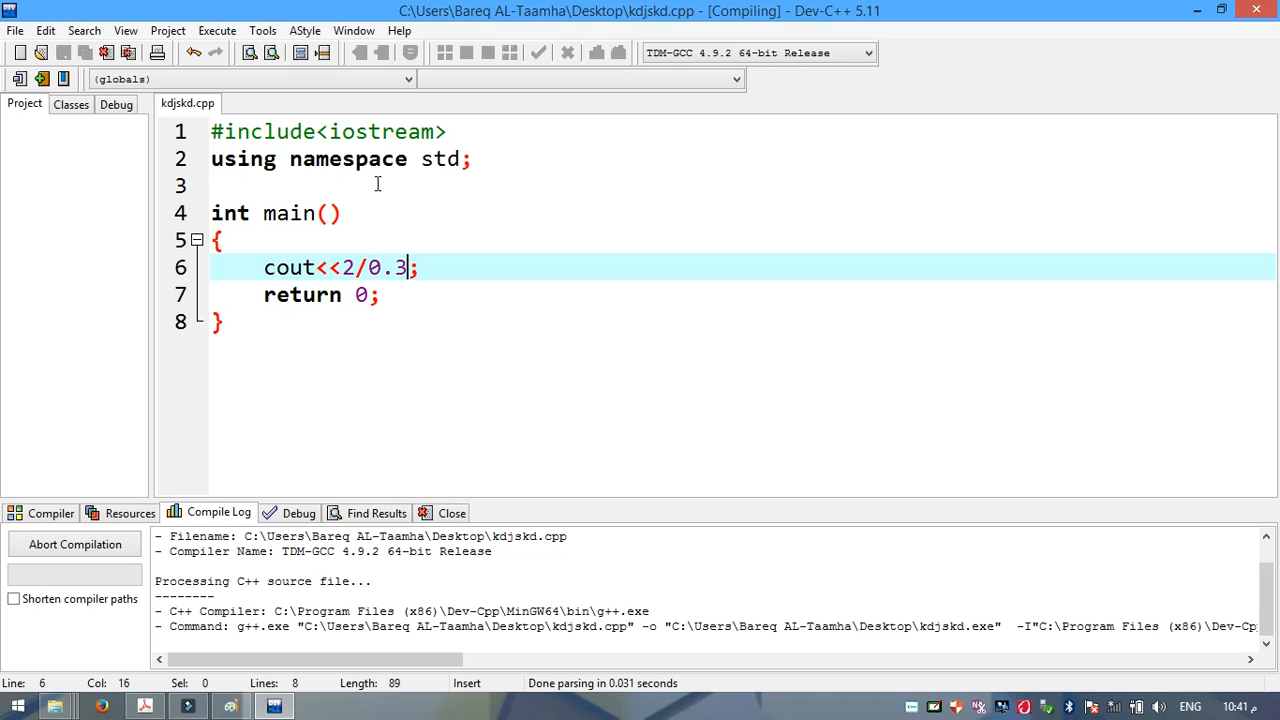 C:\Users\Bareq AL-Taamha\Desktop\kdjskd.cpp - [Compiling] - Dev-C++ 5.11
File Edit Search View Project Execute Tools AStyle Window Help
TDM-GCC 4.9.2 64-bit Release
(globals)
Project Classes Debug kdjskd.cpp
1 #include<iostream>
2 using namespace std;
3
4 int main()
5 {
6 cout<<2/0.3;
7 return 0;
8 }
Compiler Resources Compile Log Debug Find Results Close
Abort Compilation
Shorten compiler paths
- Filename: C:\Users\Bareq AL-Taamha\Desktop\kdjskd.cpp
- Compiler Name: TDM-GCC 4.9.2 64-bit Release
Processing C++ source file...
--------
- C++ Compiler: C:\Program Files (x86)\Dev-Cpp\MinGW64\bin\g++.exe
- Command: g++.exe "C:\Users\Bareq AL-Taamha\Desktop\kdjskd.cpp" -o "C:\Users\Bareq AL-Taamha\Desktop\kdjskd.exe" -I"C:\Program Files (x86)\Dev-Cp
Line: 6 Col: 16 Sel: 0 Lines: 8 Length: 89 Insert Done parsing in 0.031 seconds
DEV ENG 10:41 م